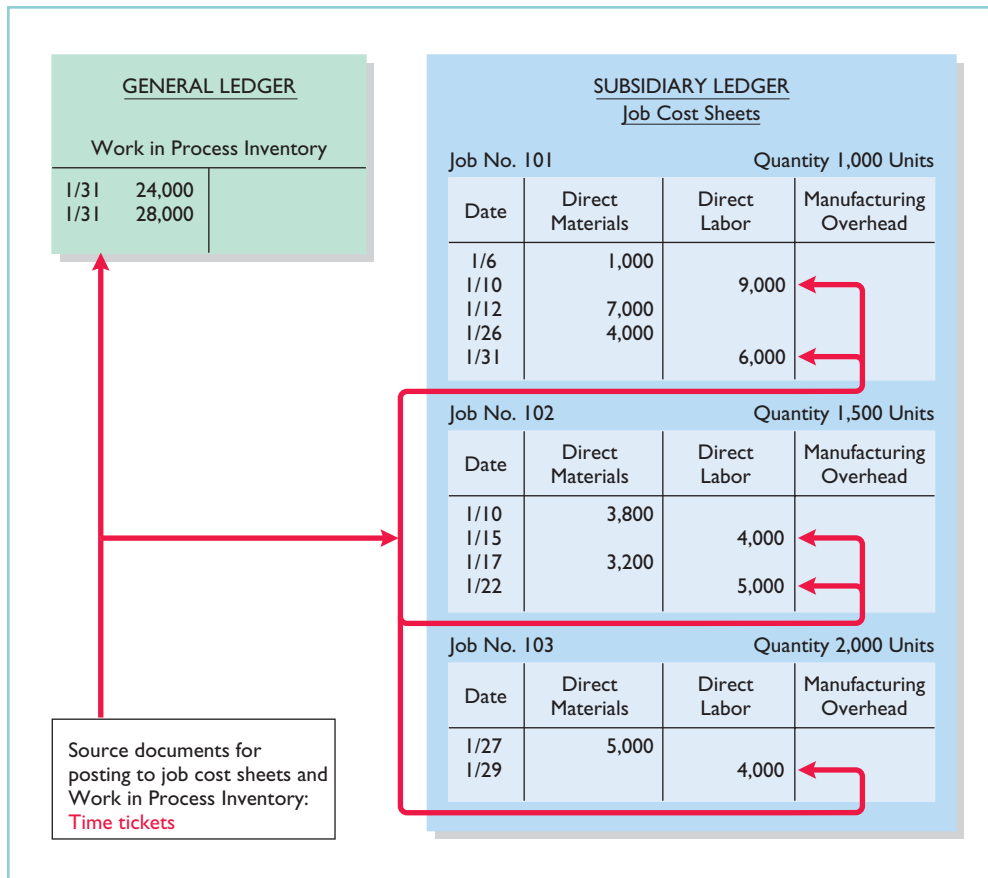 GENERAL LEDGER
Work in Process Inventory
1/31 24,000
1/31 28,000
Source documents for
posting to job cost sheets and
Work in Process Inventory:
Time tickets
SUBSIDIARY LEDGER
Job Cost Sheets
Job No. 101 Quantity 1,000 Units
Date Direct Materials Direct Labor Manufacturing Overhead
1/6 1,000
1/10 9,000
1/12 7,000
1/26 4,000
1/31 6,000
Job No. 102 Quantity 1,500 Units
Date Direct Materials Direct Labor Manufacturing Overhead
1/10 3,800
1/15 4,000
1/17 3,200
1/22 5,000
Job No. 103 Quantity 2,000 Units
Date Direct Materials Direct Labor Manufacturing Overhead
1/27 5,000
1/29 4,000